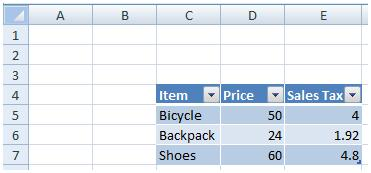 A B C D E
1
2
3
4 Item Price Sales Tax
5 Bicycle 50 4
6 Backpack 24 1.92
7 Shoes 60 4.8